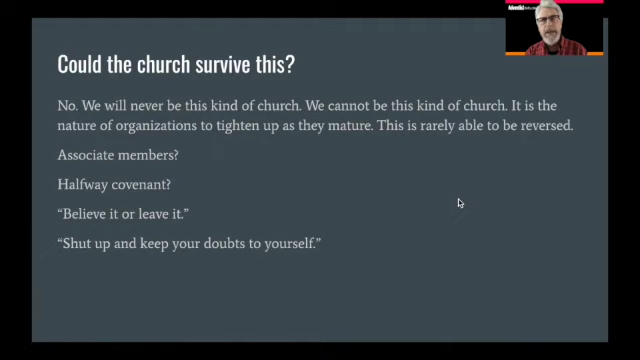 Adventist
Could the church survive this?
No. We will never be this kind of church. We cannot be this kind of church. It is the
nature of organizations to tighten up as they mature. This is rarely able to be reversed.
Associate members?
Halfway covenant?
“Believe it or leave it.”
“Shut up and keep your doubts to yourself.”